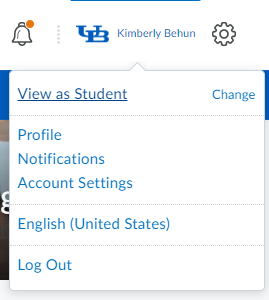 UB Kimberly Behun
View as Student Change
Profile
Notifications
Account Settings
English (United States)
Log Out